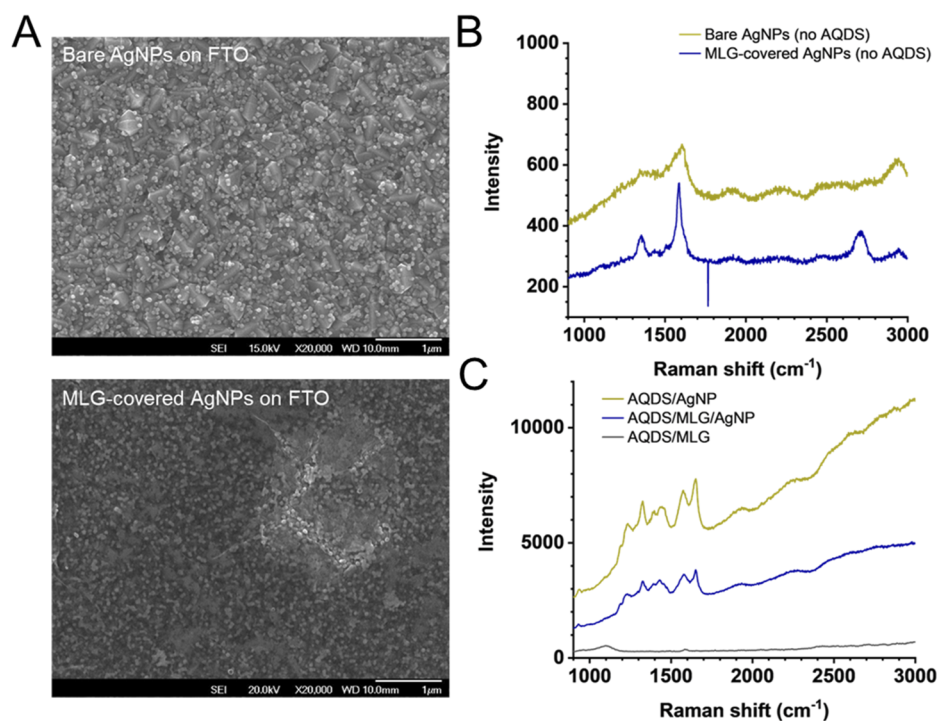 A
Bare AgNPs on FTO
SEI 15.0kV X20,000 WD 10.0mm 1μm
MLG-covered AgNPs on FTO
SEI 20.0kV X20,000 WD 10.0mm 1μm
B
Bare AgNPs (no AQDS)
MLG-covered AgNPs (no AQDS)
1000
800
600
400
200
Intensity
1000 1500 2000 2500 3000
Raman shift (cm⁻¹)
C
AQDS/AgNP
AQDS/MLG/AgNP
AQDS/MLG
10000
5000
0
Intensity
1000 1500 2000 2500 3000
Raman shift (cm⁻¹)